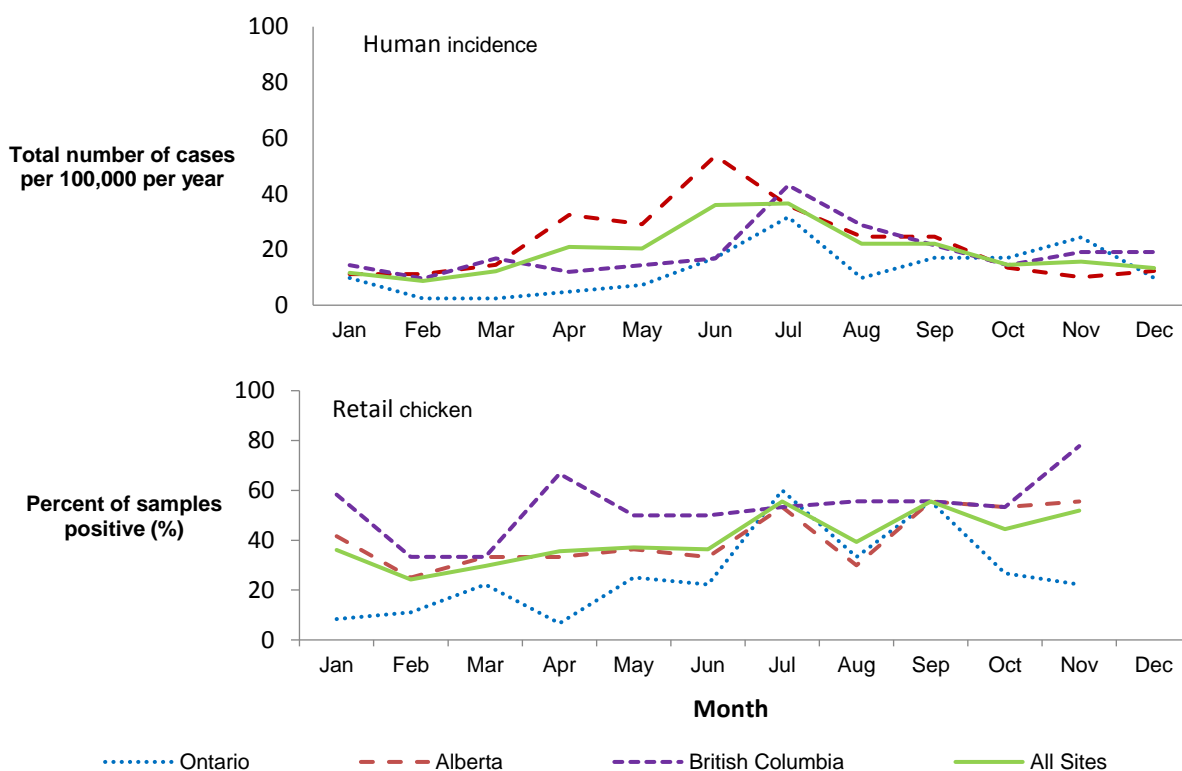 100
Human incidence
80
60
Total number of cases
per 100,000 per year
40
20
0
Jan Feb Mar Apr May Jun Jul Aug Sep Oct Nov Dec
100
Retail chicken
80
60
Percent of samples
positive (%)
40
20
0
Jan Feb Mar Apr May Jun Jul Aug Sep Oct Nov Dec
Month
Ontario Alberta British Columbia All Sites